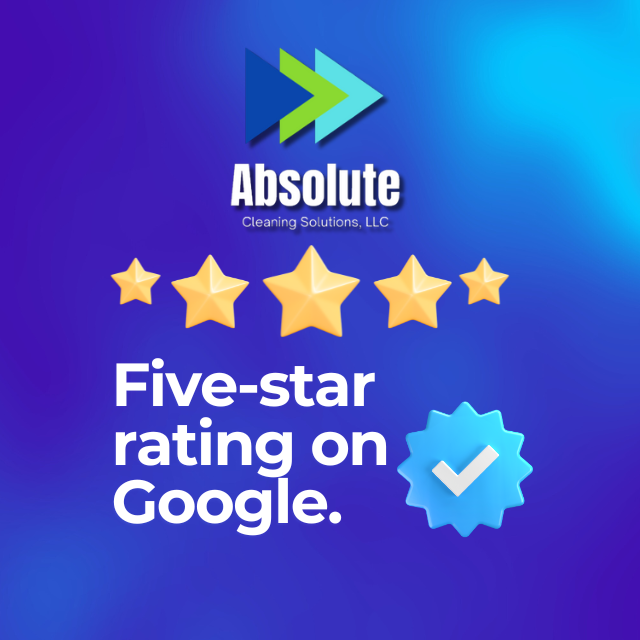 Absolute
Cleaning Solutions, LLC
Five-star
rating on
Google.